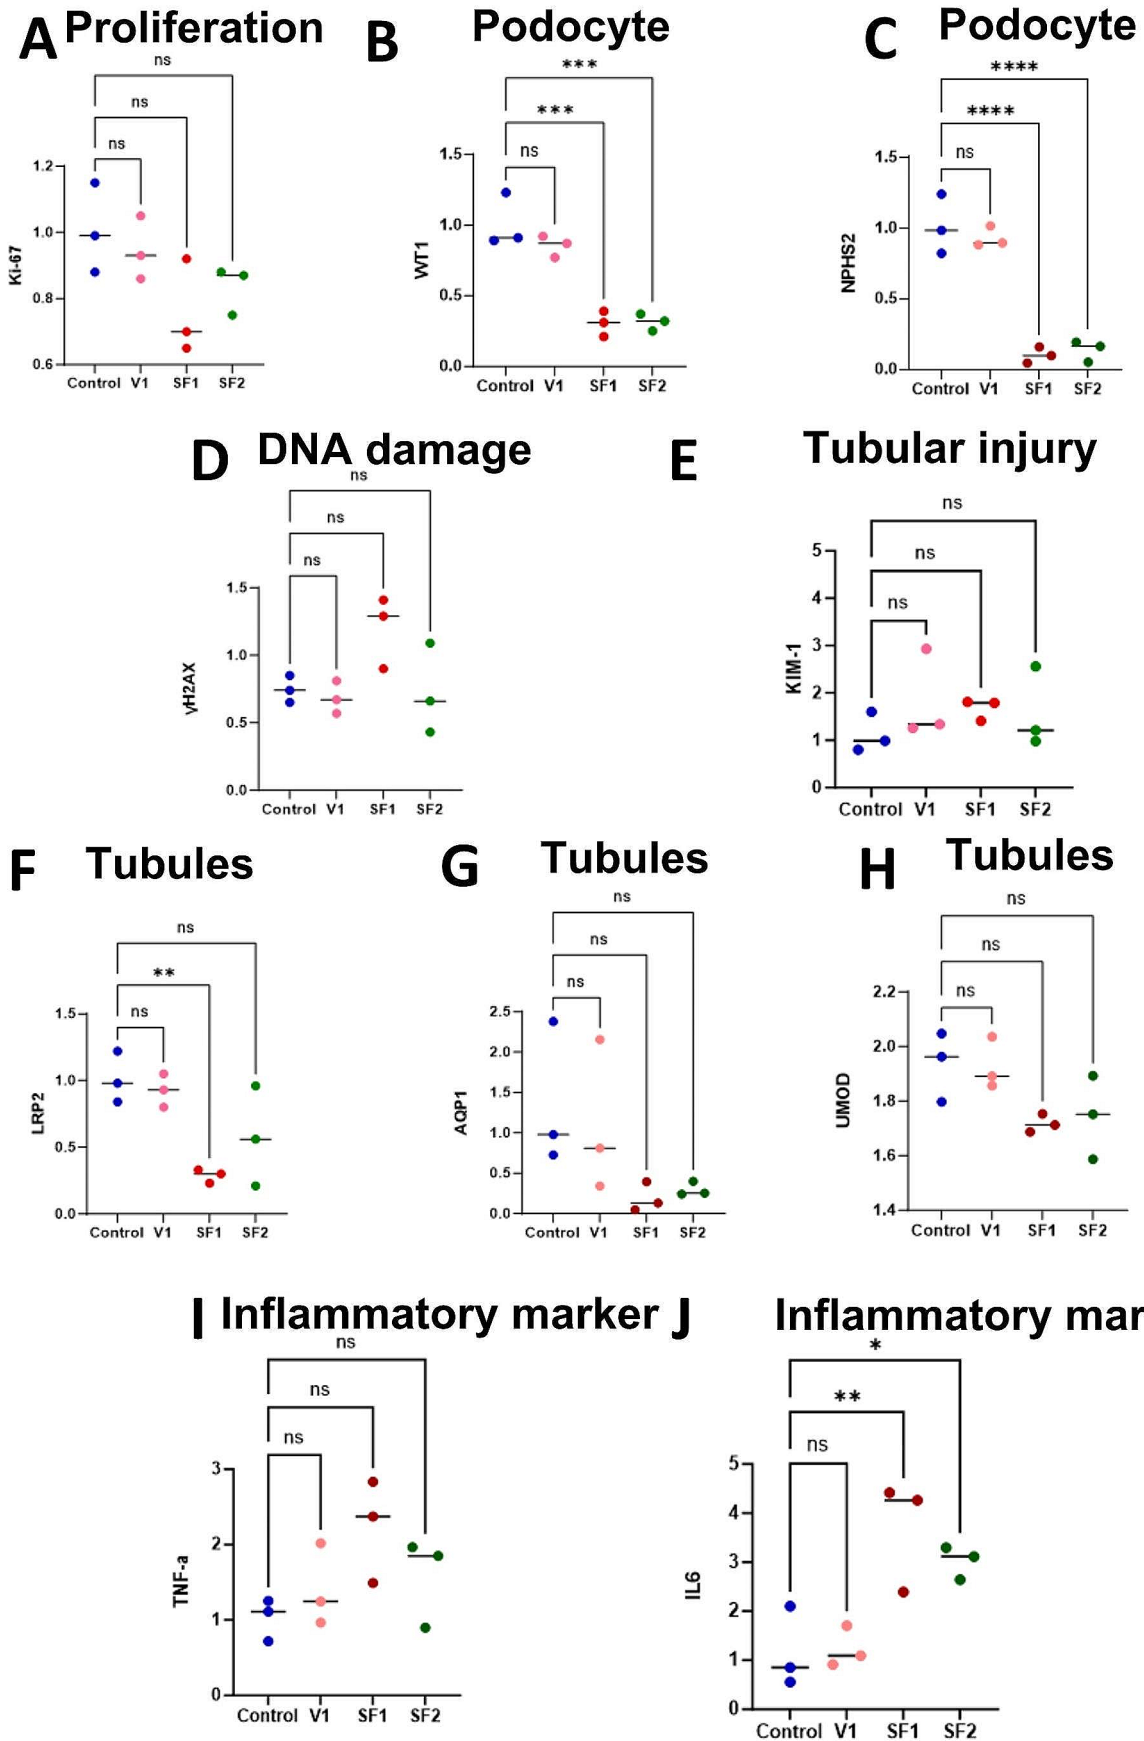 A Proliferation
ns
ns
ns
Ki-67
1.2
1.0
0.8
0.6
Control V1 SF1 SF2
B Podocyte
***
***
ns
WT1
1.5
1.0
0.5
0.0
Control V1 SF1 SF2
C Podocyte
****
****
ns
NPHS2
1.5
1.0
0.5
0.0
Control V1 SF1 SF2
D DNA damage
ns
ns
ns
γH2AX
1.5
1.0
0.5
0.0
Control V1 SF1 SF2
E Tubular injury
ns
ns
ns
KIM-1
5
4
3
2
1
0
Control V1 SF1 SF2
F Tubules
ns
**
ns
LRP2
1.5
1.0
0.5
0.0
Control V1 SF1 SF2
G Tubules
ns
ns
ns
AQP1
2.5
2.0
1.5
1.0
0.5
0.0
Control V1 SF1 SF2
H Tubules
ns
ns
ns
UMOD
2.2
2.0
1.8
1.6
1.4
Control V1 SF1 SF2
I Inflammatory marker
ns
ns
ns
TNF-a
3
2
1
0
Control V1 SF1 SF2
J Inflammatory mar
*
**
ns
IL6
5
4
3
2
1
0
Control V1 SF1 SF2